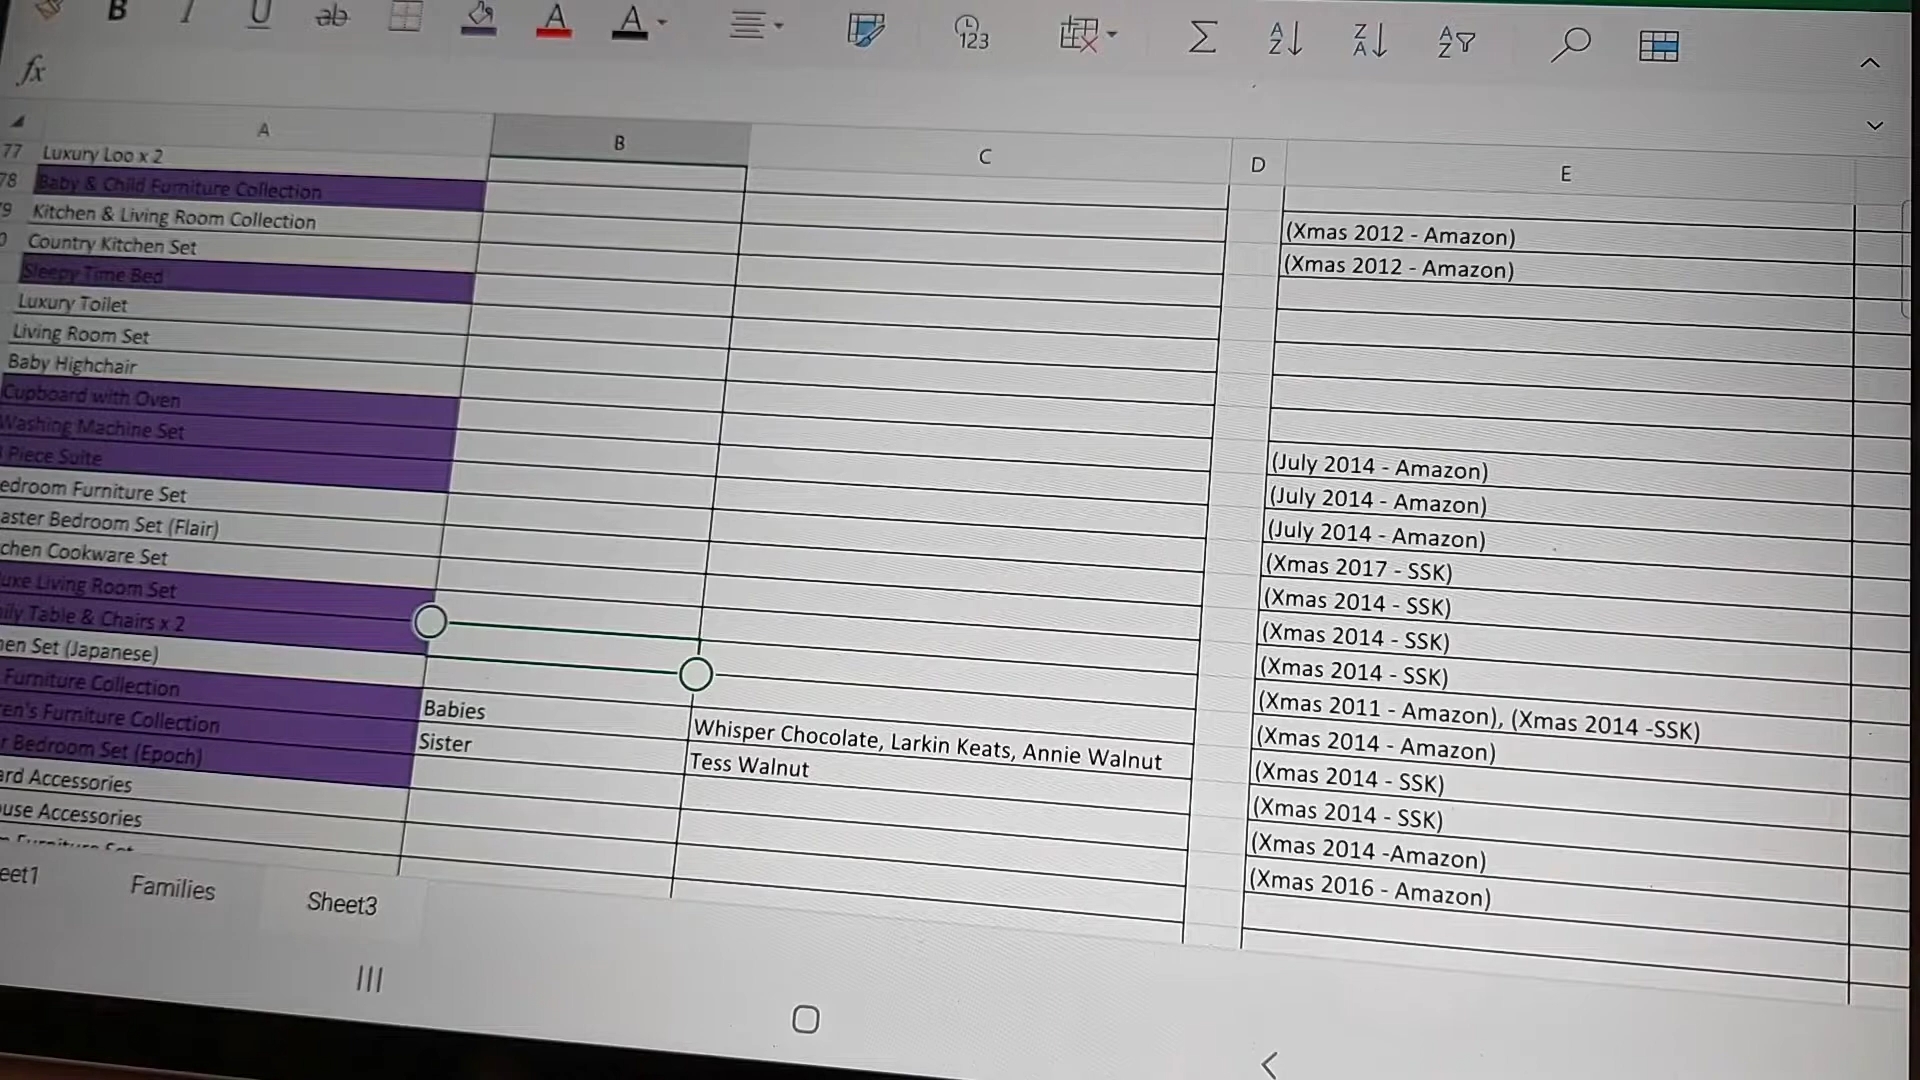 B I U ab A A 123 Σ A Z Z A A Z
fx
A B C D E
77 Luxury Loo x 2
78 Baby & Child Furniture Collection
9 Kitchen & Living Room Collection (Xmas 2012 - Amazon)
0 Country Kitchen Set (Xmas 2012 - Amazon)
Sleepy Time Bed
Luxury Toilet
Living Room Set
Baby Highchair
Cupboard with Oven (July 2014 - Amazon)
Washing Machine Set (July 2014 - Amazon)
Piece Suite (July 2014 - Amazon)
edroom Furniture Set (Xmas 2017 - SSK)
aster Bedroom Set (Flair) (Xmas 2014 - SSK)
chen Cookware Set (Xmas 2014 - SSK)
uxe Living Room Set (Xmas 2014 - SSK)
ily Table & Chairs x 2 (Xmas 2011 - Amazon), (Xmas 2014 -SSK)
en Set (Japanese) (Xmas 2014 - Amazon)
Furniture Collection Babies Whisper Chocolate, Larkin Keats, Annie Walnut (Xmas 2014 - SSK)
en's Furniture Collection Sister Tess Walnut (Xmas 2014 - SSK)
r Bedroom Set (Epoch) (Xmas 2014 -Amazon)
ard Accessories (Xmas 2016 - Amazon)
use Accessories
eet1 Families Sheet3